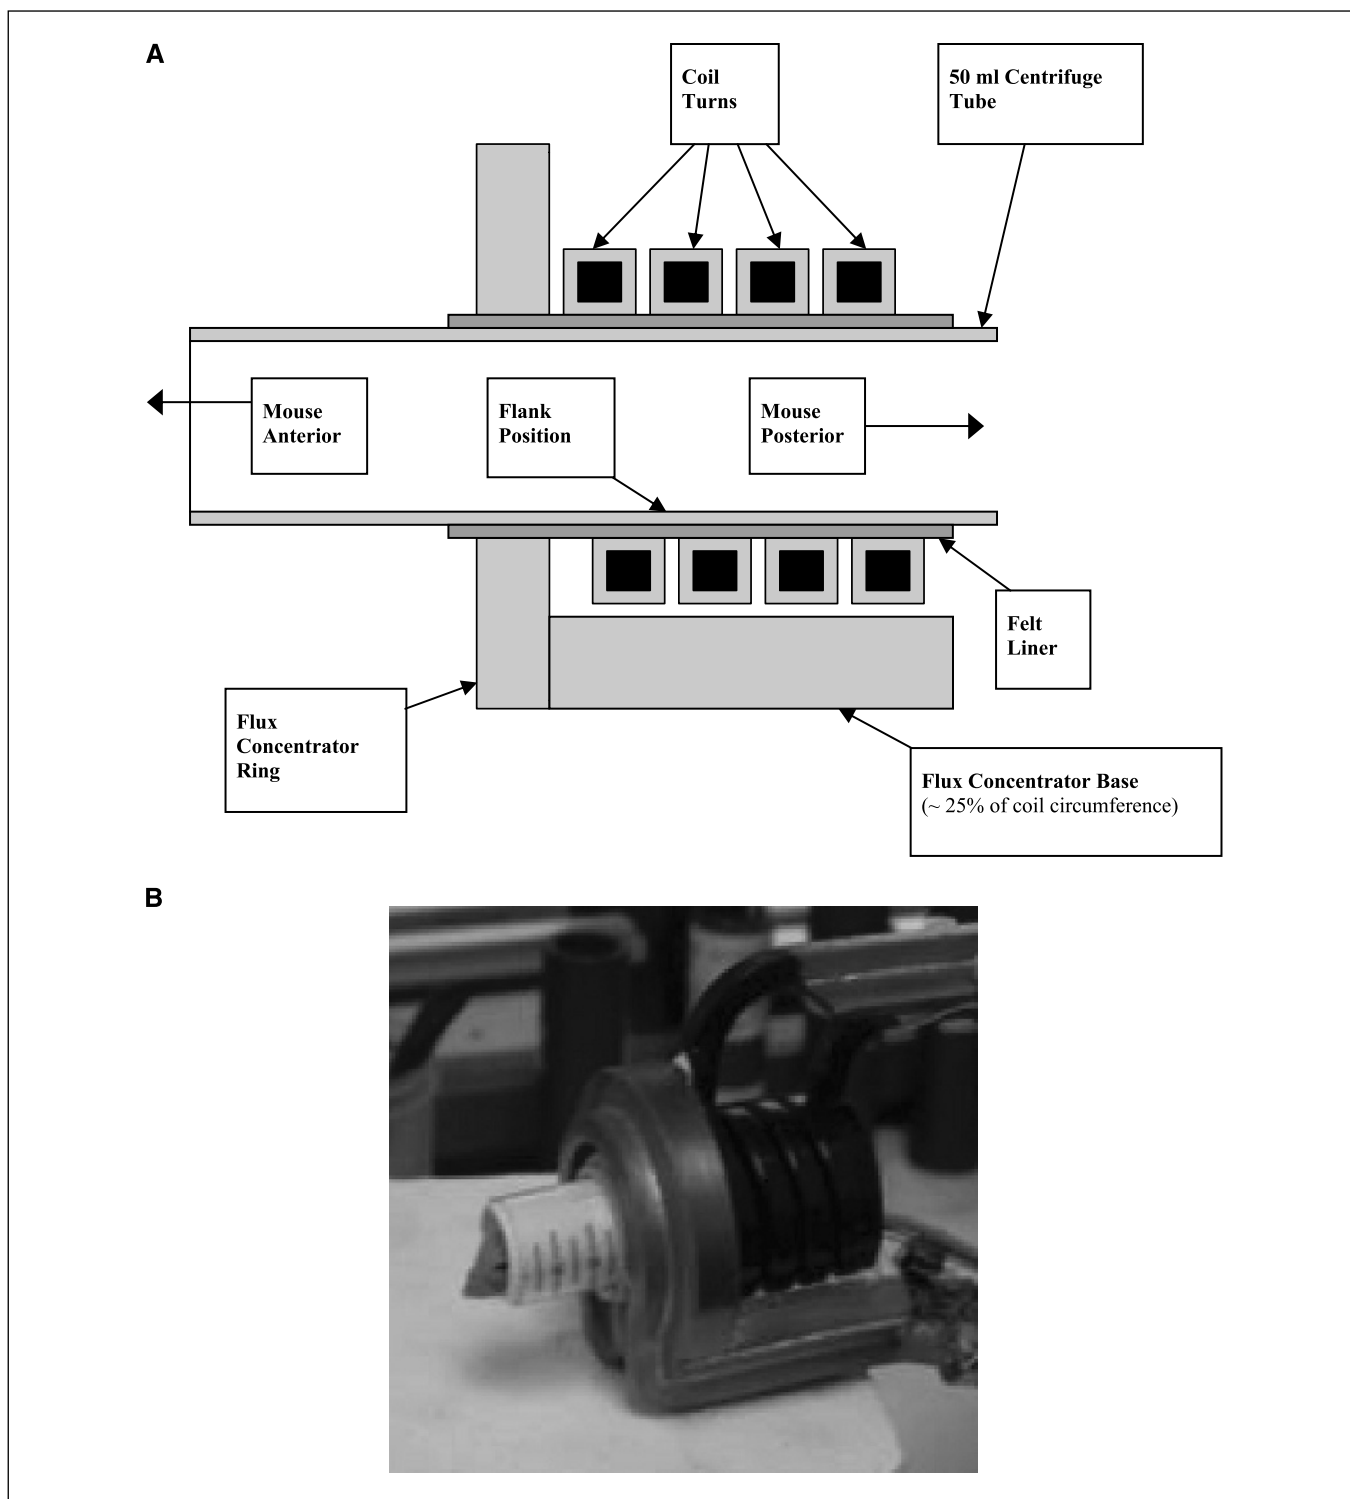 A
Coil
Turns
50 ml Centrifuge
Tube
Mouse
Anterior
Flank
Position
Mouse
Posterior
Felt
Liner
Flux
Concentrator
Ring
Flux Concentrator Base
(~ 25% of coil circumference)
B